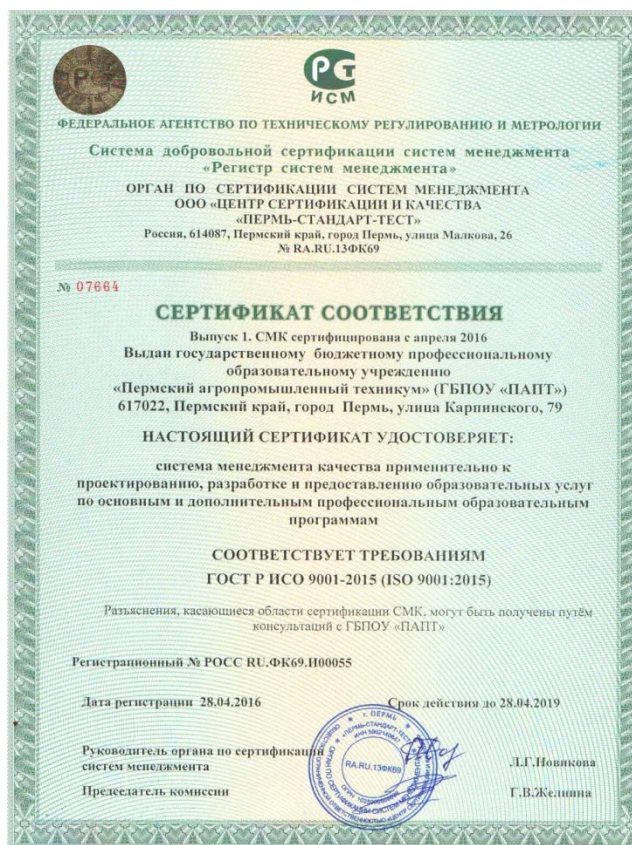 РСТ
ИСМ
ФЕДЕРАЛЬНОЕ АГЕНТСТВО ПО ТЕХНИЧЕСКОМУ РЕГУЛИРОВАНИЮ И МЕТРОЛОГИИ
Система добровольной сертификации систем менеджмента
«Регистр систем менеджмента»
ОРГАН ПО СЕРТИФИКАЦИИ СИСТЕМ МЕНЕДЖМЕНТА
ООО «ЦЕНТР СЕРТИФИКАЦИИ И КАЧЕСТВА
«ПЕРМЬ-СТАНДАРТ-ТЕСТ»
Россия, 614087, Пермский край, город Пермь, улица Малкова, 26
№ RA.RU.13ФК69
№ 07664
СЕРТИФИКАТ СООТВЕТСТВИЯ
Выпуск 1. СМК сертифицирована с апреля 2016
Выдан государственному бюджетному профессиональному
образовательному учреждению
«Пермский агропромышленный техникум» (ГБПОУ «ПАПТ»)
617022, Пермский край, город Пермь, улица Карпинского, 79
НАСТОЯЩИЙ СЕРТИФИКАТ УДОСТОВЕРЯЕТ:
система менеджмента качества применительно к
проектированию, разработке и предоставлению образовательных услуг
по основным и дополнительным профессиональным образовательным
программам
СООТВЕТСТВУЕТ ТРЕБОВАНИЯМ
ГОСТ Р ИСО 9001-2015 (ISO 9001:2015)
Разъяснения, касающиеся области сертификации СМК, могут быть получены путём
консультаций с ГБПОУ «ПАПТ»
Регистрационный № РОСС RU.ФК69.И00055
Дата регистрации 28.04.2016 Срок действия до 28.04.2019
Руководитель органа по сертификации
систем менеджмента Л.Г.Новикова
Председатель комиссии Г.В.Желнина
г. ПЕРМЬ
«ПЕРМЬ-СТАНДАРТ-ТЕСТ»
RA.RU.13ФК69